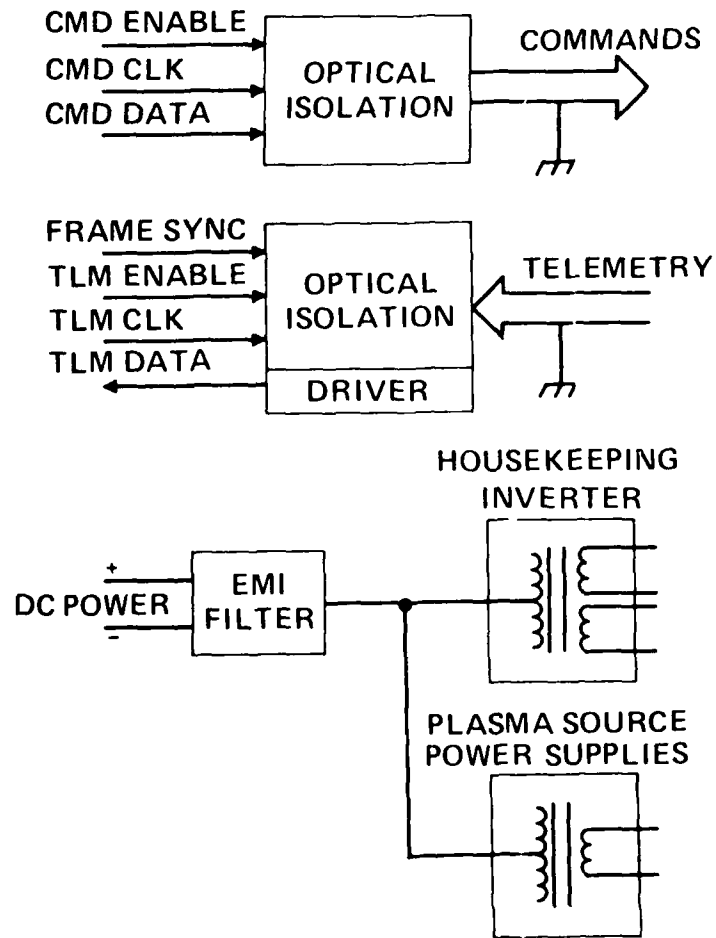 CMD ENABLE
CMD CLK
CMD DATA
OPTICAL
ISOLATION
COMMANDS
FRAME SYNC
TLM ENABLE
TLM CLK
TLM DATA
OPTICAL
ISOLATION
DRIVER
TELEMETRY
HOUSEKEEPING
INVERTER
+
DC POWER
-
EMI
FILTER
PLASMA SOURCE
POWER SUPPLIES